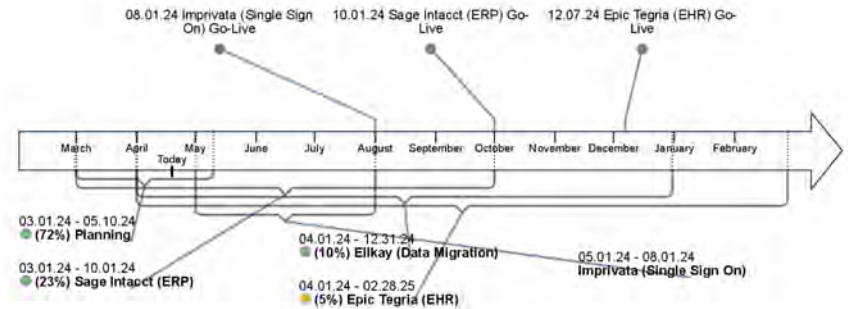 08.01.24 Imprivata (Single Sign
On) Go-Live
10.01.24 Sage Intacct (ERP) Go-
Live
12.07.24 Epic Tegria (EHR) Go-
Live
March April May June July August September October November December January February
Today
03.01.24 - 05.10.24
(72%) Planning
03.01.24 - 10.01.24
(23%) Sage Intacct (ERP)
04.01.24 - 12.31.24
(10%) Ellkay (Data Migration)
04.01.24 - 02.28.25
(5%) Epic Tegria (EHR)
05.01.24 - 08.01.24
Imprivata (Single Sign On)